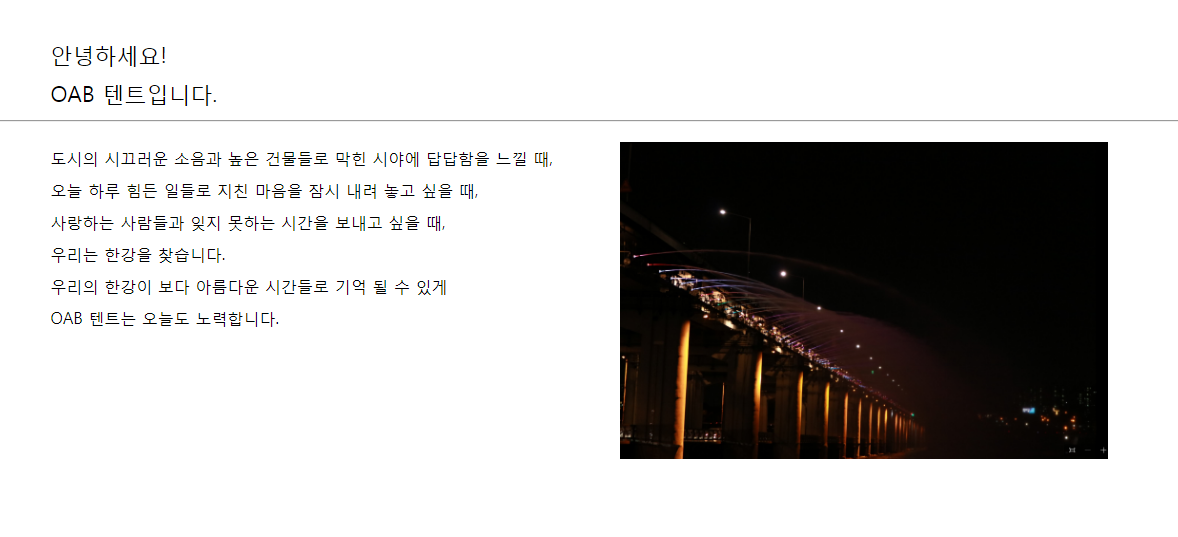 안녕하세요!
OAB 텐트입니다.
도시의 시끄러운 소음과 높은 건물들로 막힌 시야에 답답함을 느낄 때,
오늘 하루 힘든 일들로 지친 마음을 잠시 내려 놓고 싶을 때,
사랑하는 사람들과 잊지 못하는 시간을 보내고 싶을 때,
우리는 한강을 찾습니다.
우리의 한강이 보다 아름다운 시간들로 기억 될 수 있게
OAB 텐트는 오늘도 노력합니다.